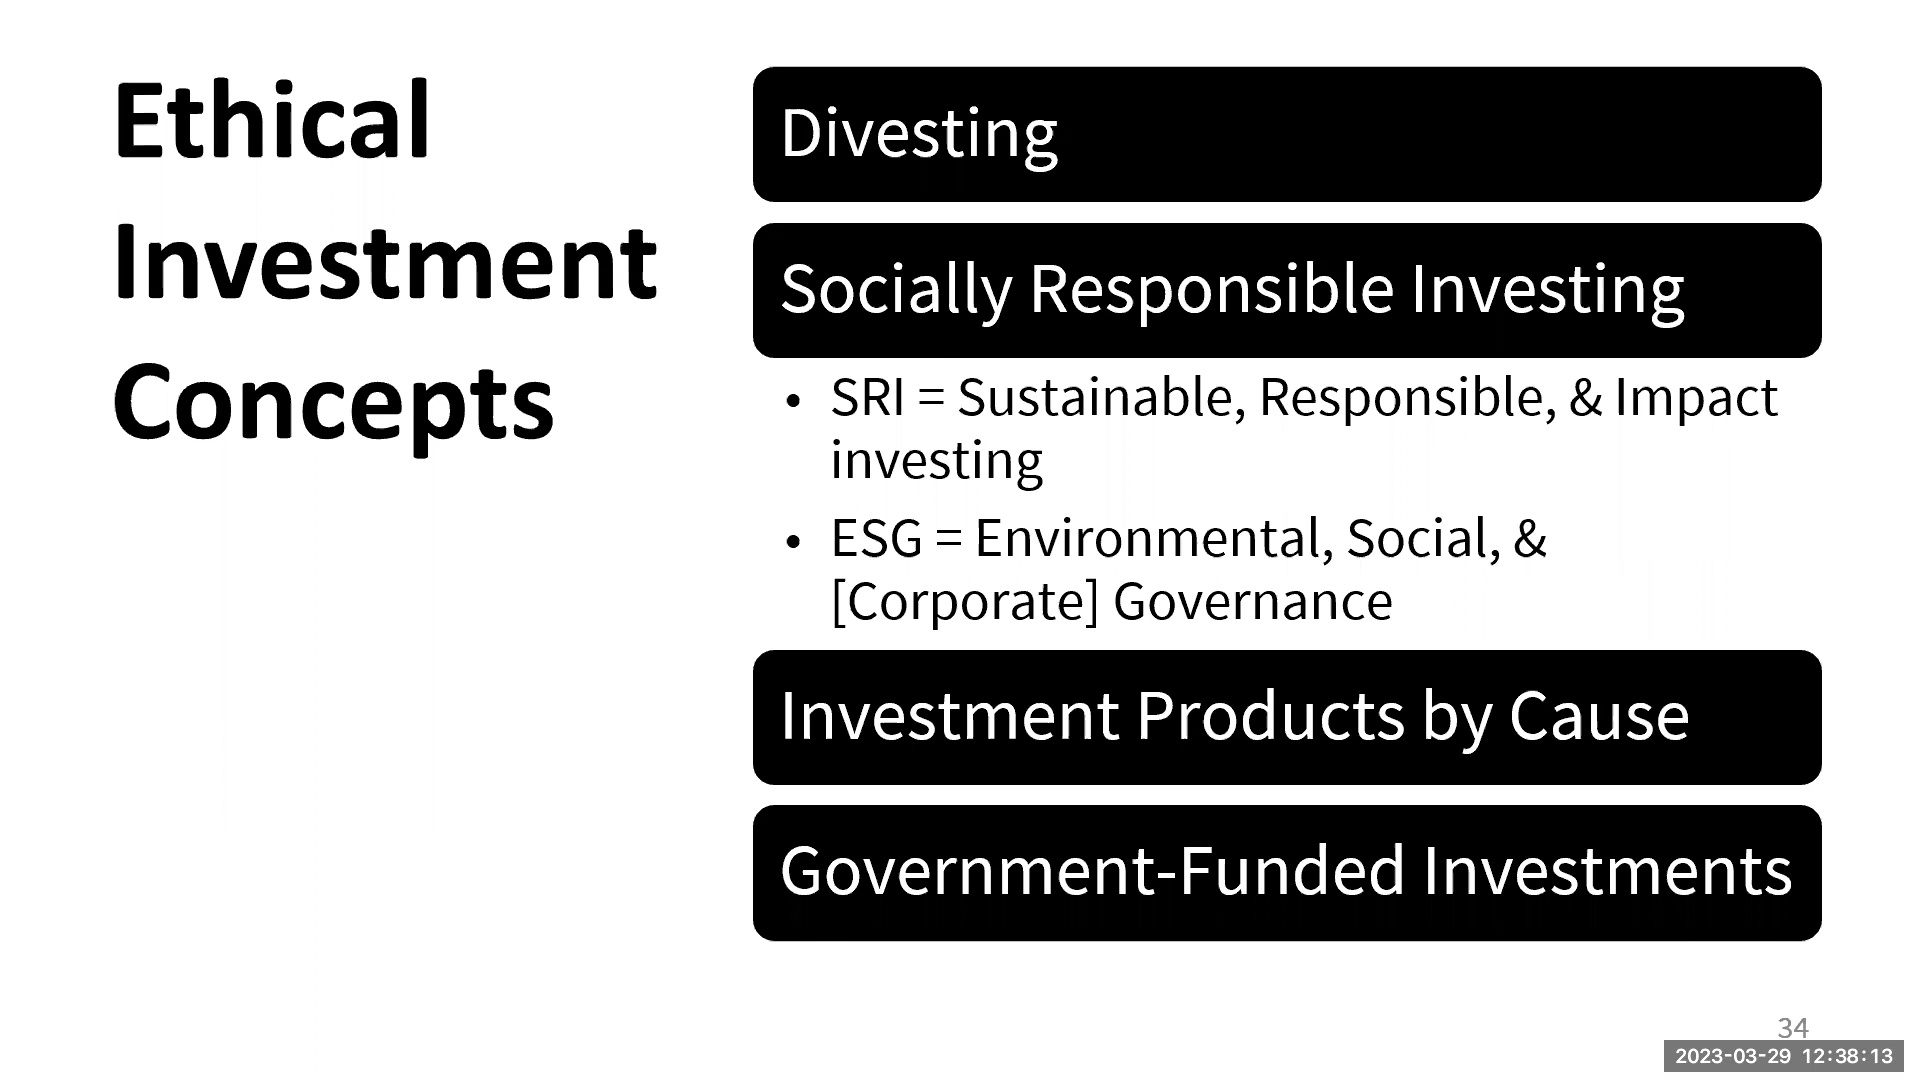 Ethical
Investment
Concepts
Divesting
Socially Responsible Investing
• SRI = Sustainable, Responsible, & Impact
investing
• ESG = Environmental, Social, &
[Corporate] Governance
Investment Products by Cause
Government-Funded Investments
34
2023-03-29 12:38:13